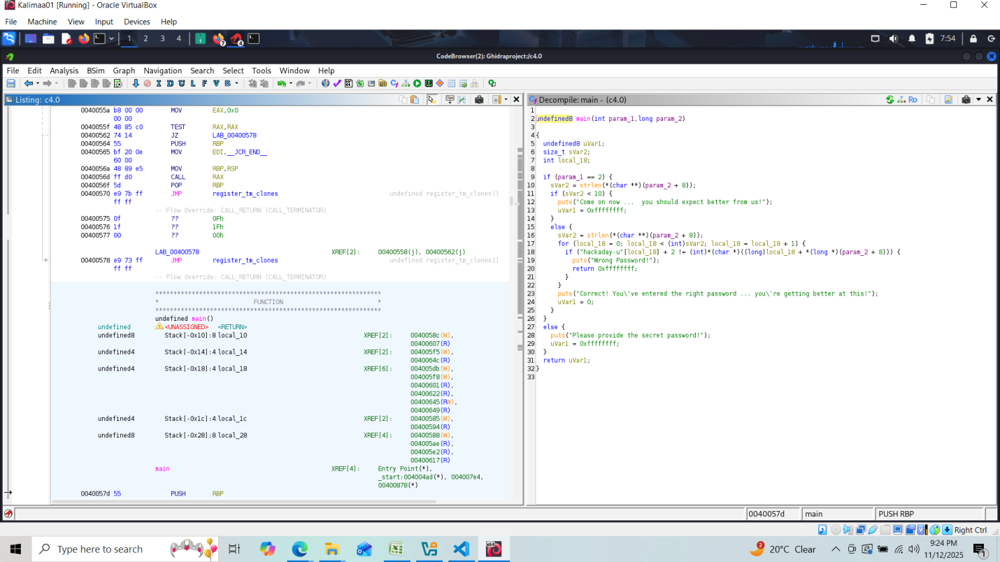 Kalimaa01 [Running] - Oracle VirtualBox
File Machine View Input Devices Help
1 2 3 4 7:54
CodeBrowser(2): Ghidraproject:/c4.0
File Edit Analysis BSim Graph Navigation Search Select Tools Window Help
Listing: c4.0
0040055a b8 00 00 MOV EAX,0x0
00 00
0040055f 48 85 c0 TEST RAX,RAX
00400562 74 14 JZ LAB_00400578
00400564 55 PUSH RBP
00400565 bf 20 0e MOV EDI,__JCR_END__
60 00
0040056a 48 89 e5 MOV RBP,RSP
0040056d ff d0 CALL RAX
0040056f 5d POP RBP
00400570 e9 7b ff JMP register_tm_clones undefined register_tm_clones()
ff ff
-- Flow Override: CALL_RETURN (CALL_TERMINATOR)
00400575 0f ?? 0Fh
00400576 1f ?? 1Fh
00400577 00 ?? 00h
LAB_00400578 XREF[2]: 00400558(j), 00400562(j)
00400578 e9 73 ff JMP register_tm_clones undefined register_tm_clones()
ff ff
-- Flow Override: CALL_RETURN (CALL_TERMINATOR)
**************************************************************
* FUNCTION *
**************************************************************
undefined main()
undefined <UNASSIGNED> <RETURN>
undefined8 Stack[-0x10]:8 local_10 XREF[2]: 0040058c(W),
00400607(R)
undefined4 Stack[-0x14]:4 local_14 XREF[2]: 004005f5(W),
0040064c(R)
undefined4 Stack[-0x18]:4 local_18 XREF[6]: 004005db(W),
004005f8(W),
00400601(R),
00400622(R),
00400645(RW),
00400649(R)
undefined4 Stack[-0x1c]:4 local_1c XREF[2]: 00400585(W),
00400594(R)
undefined8 Stack[-0x28]:8 local_28 XREF[4]: 00400588(W),
004005ae(R),
004005e2(R),
00400617(R)
main XREF[4]: Entry Point(*),
_start:004004ad(*), 004007e4,
00400878(*)
0040057d 55 PUSH RBP
Decompile: main - (c4.0)
Ro
1
2 undefined8 main(int param_1,long param_2)
3
4 {
5 undefined8 uVar1;
6 size_t sVar2;
7 int local_18;
8
9 if (param_1 == 2) {
10 sVar2 = strlen(*(char **)(param_2 + 8));
11 if (sVar2 < 10) {
12 puts("Come on now ...  you should expect better from us!");
13 uVar1 = 0xffffffff;
14 }
15 else {
16 sVar2 = strlen(*(char **)(param_2 + 8));
17 for (local_18 = 0; local_18 < (int)sVar2; local_18 = local_18 + 1) {
18 if ("hackaday-u"[local_18] + 2 != (int)*(char *)((long)local_18 + *(long *)(param_2 + 8))) {
19 puts("Wrong Password!");
20 return 0xffffffff;
21 }
22 }
23 puts("Correct! You\'ve entered the right password ... you\'re getting better at this!");
24 uVar1 = 0;
25 }
26 }
27 else {
28 puts("Please provide the secret password!");
29 uVar1 = 0xffffffff;
30 }
31 return uVar1;
32 }
33
0040057d main PUSH RBP
Right Ctrl
Type here to search
2 20°C Clear
9:24 PM
11/12/2025
1